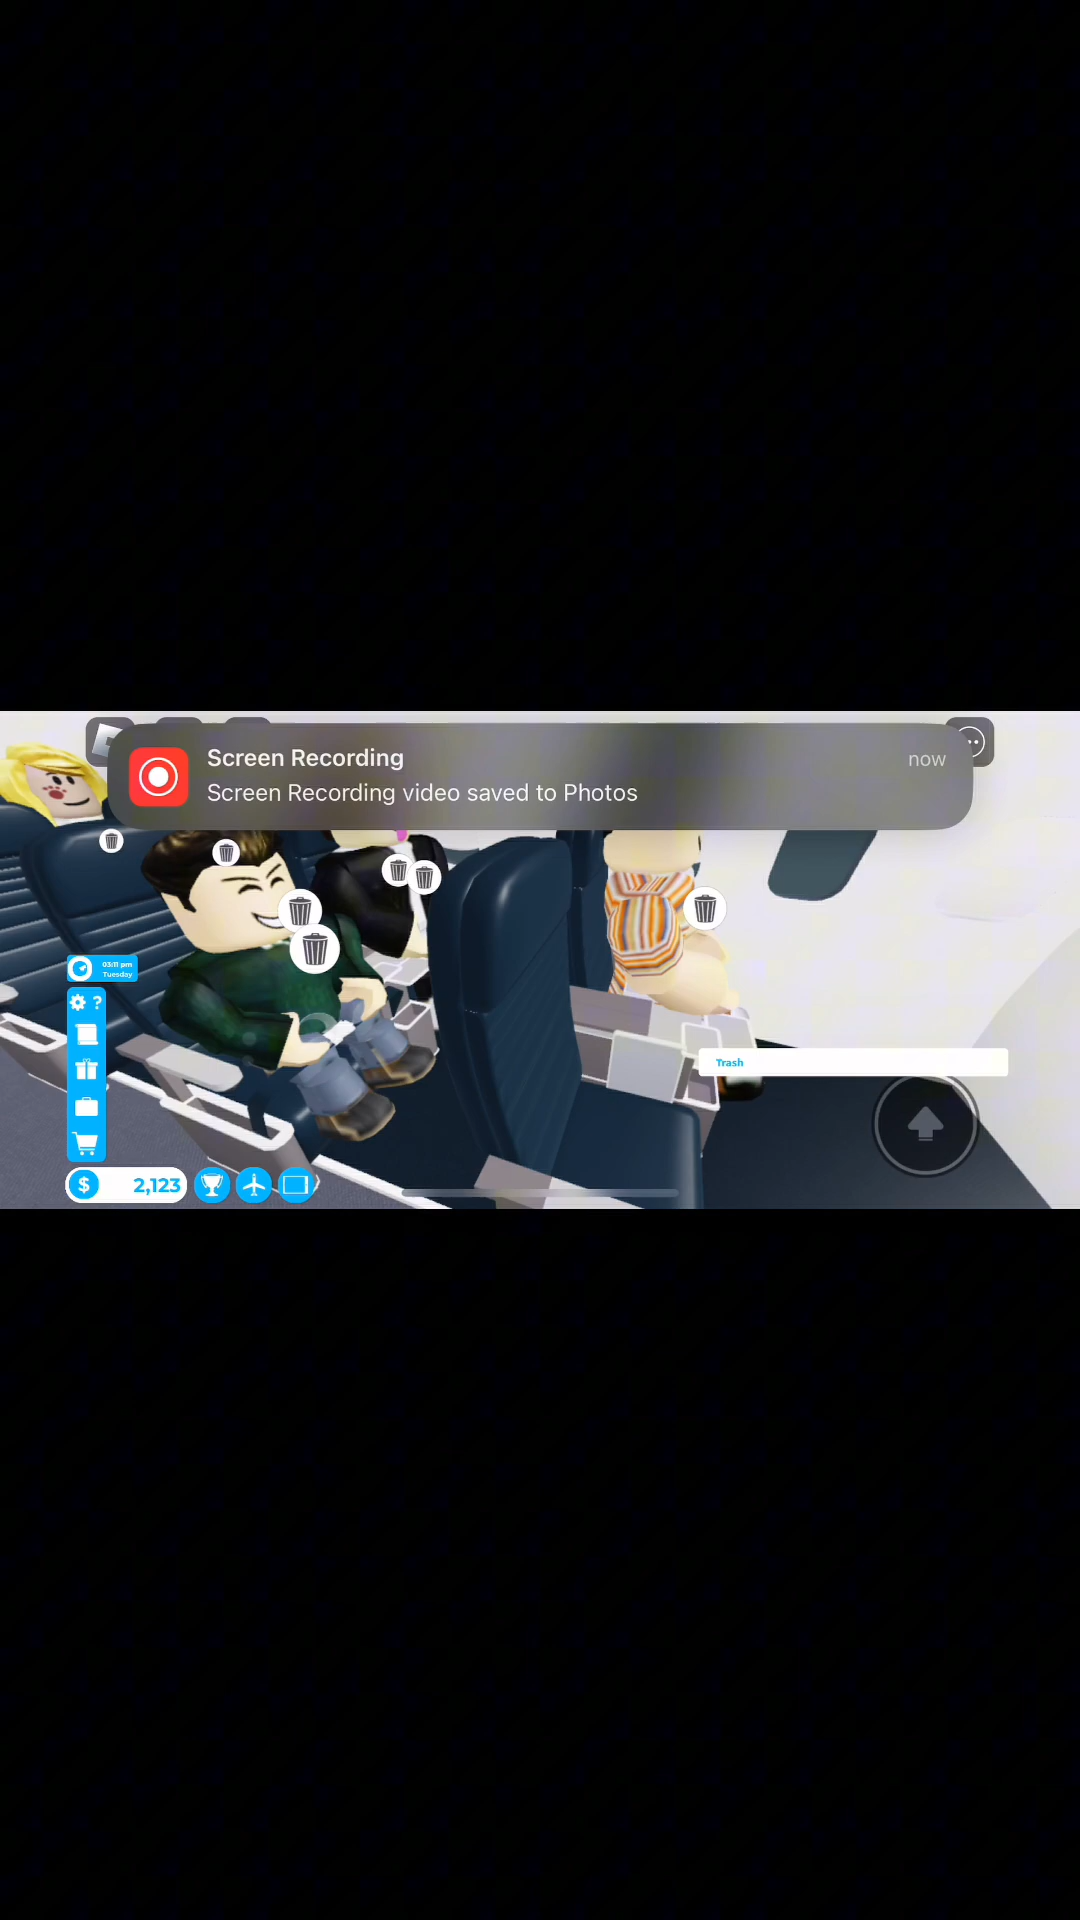 Screen Recording
now
Screen Recording video saved to Photos
03:11 pm
Tuesday
?
Trash
$ 2,123